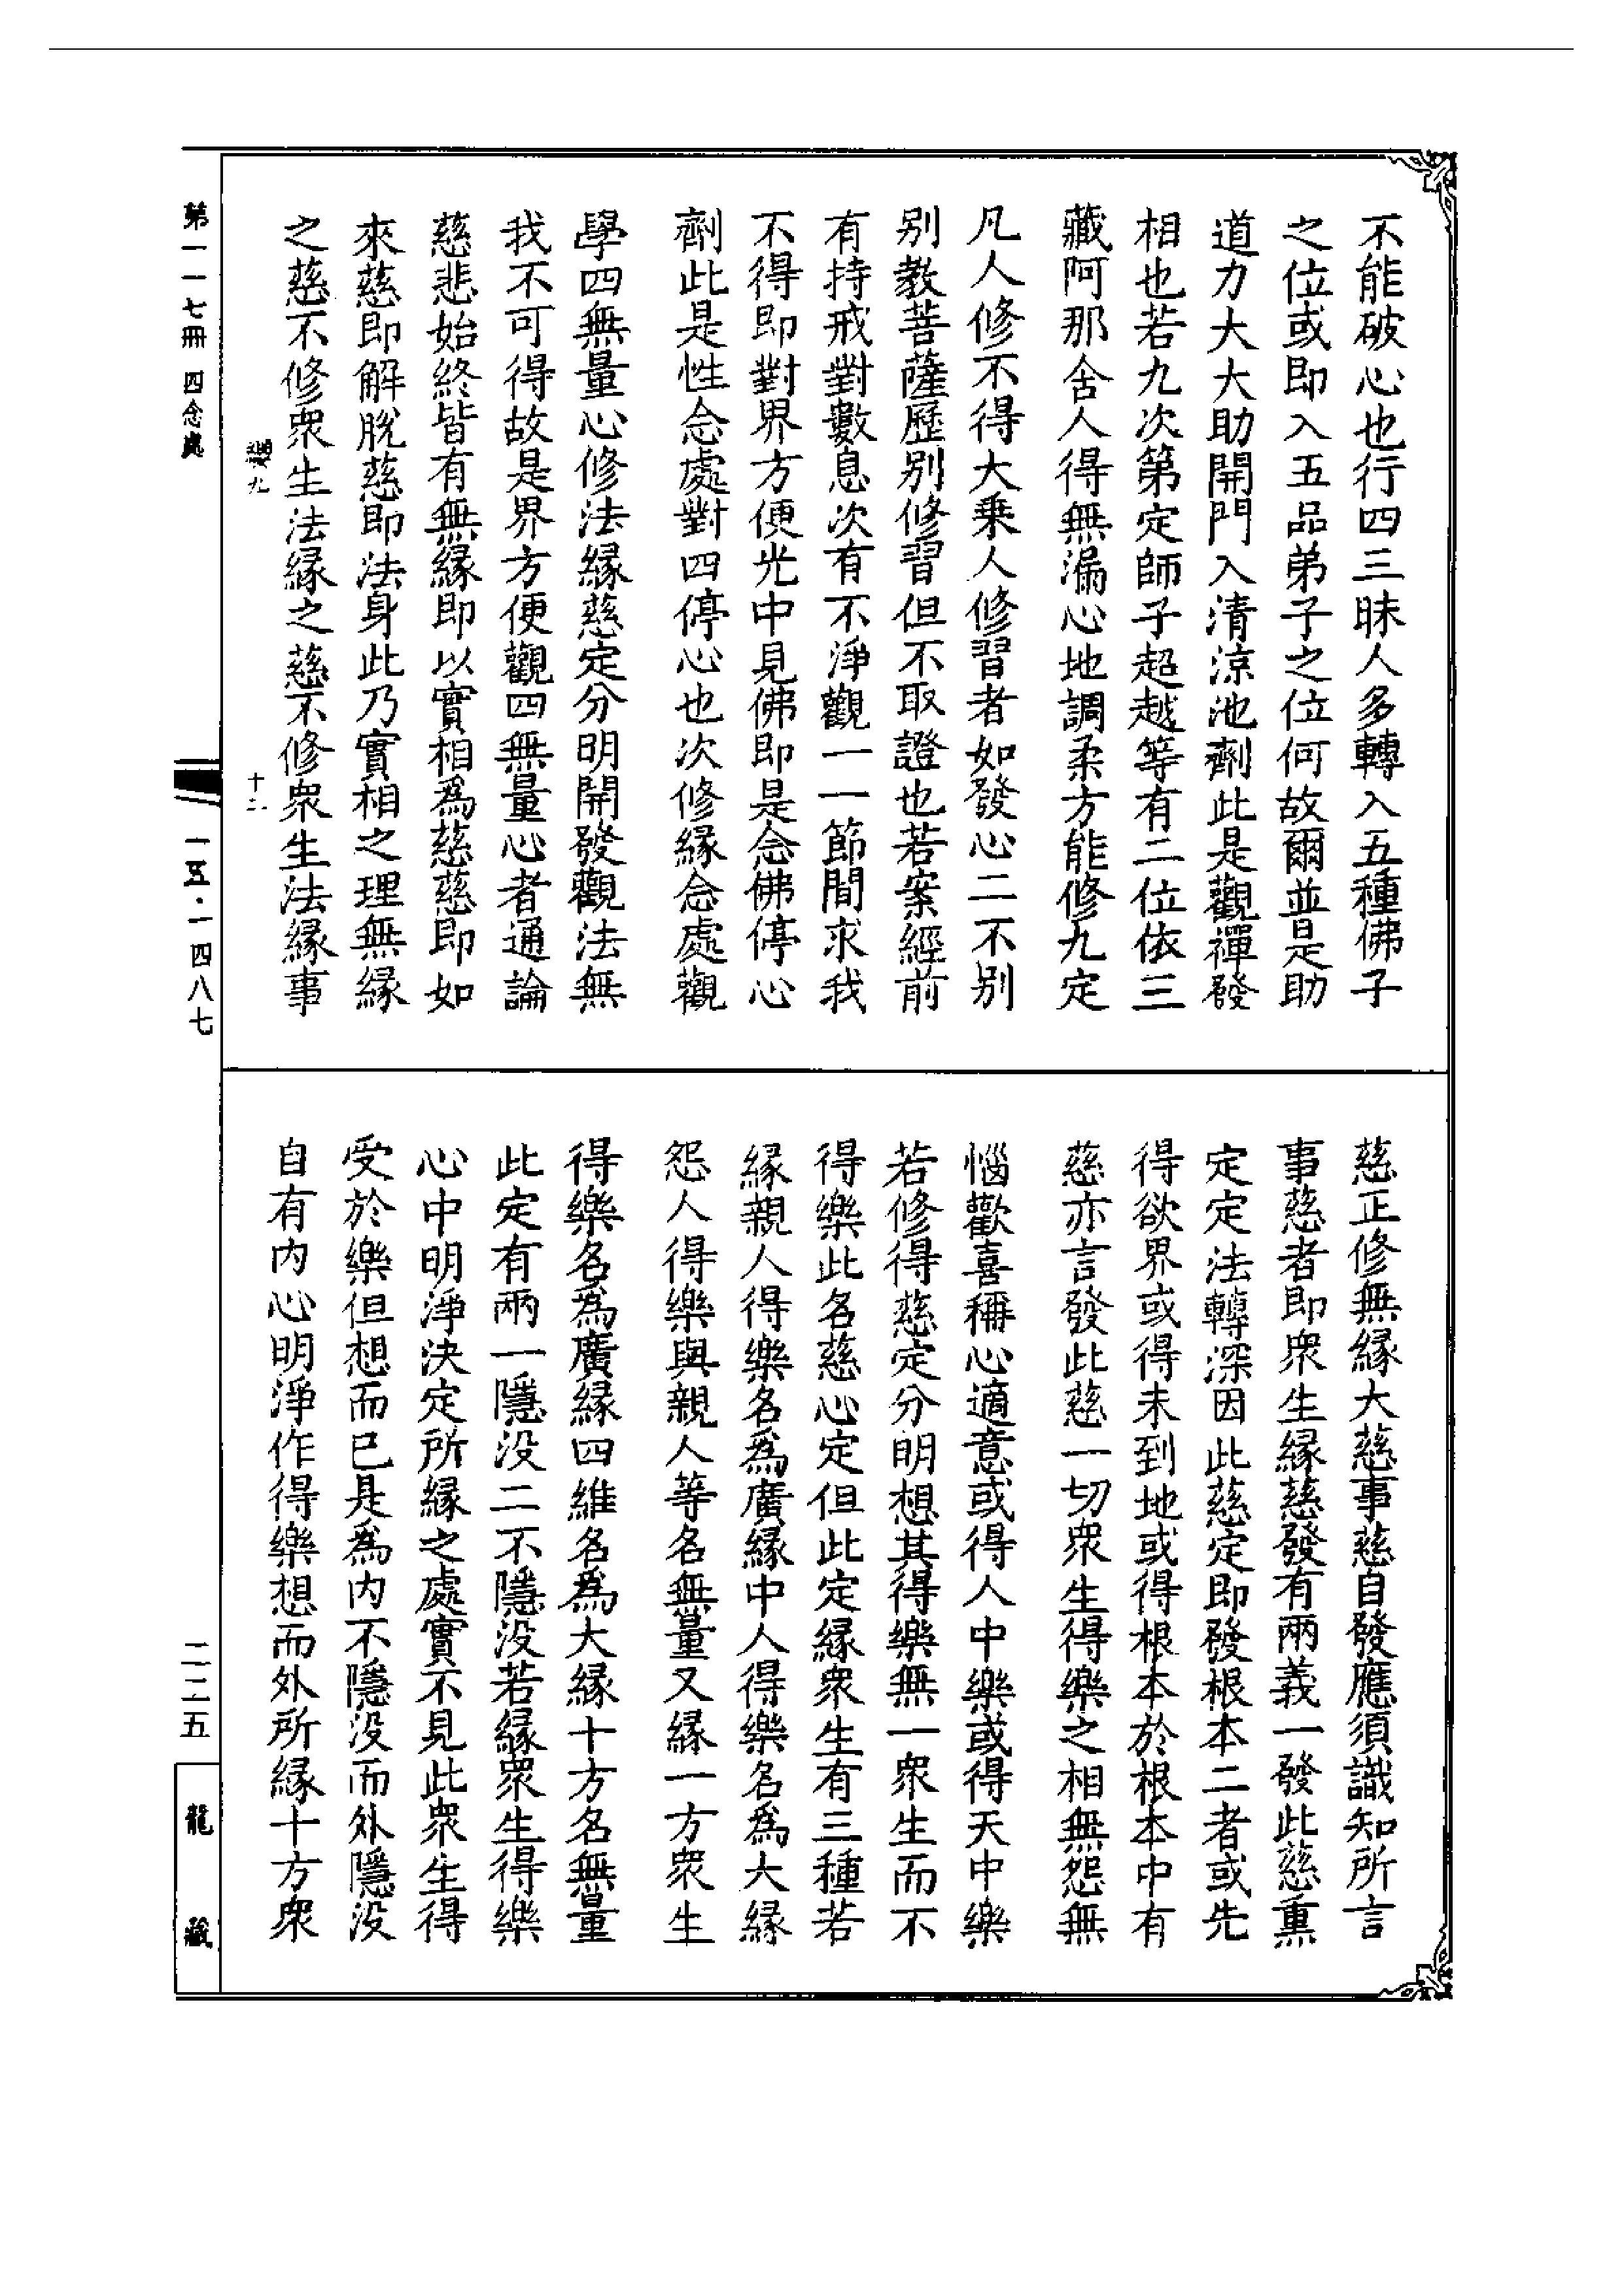 不能破心也行四三昧人多轉入五種佛子
之位或即入五品弟子之位何故爾並是助
道力大大助開門入清涼池劑此是觀禪發
相也若九次第定師子超越等有二位依三
藏阿那含人得無漏心地調柔方能修九定
凡人修不得大乗人修習者如發心二不别
别教菩薩歷别修習但不取證也若案經前
有持戒對數息次有不淨觀一一節間求我
不得即對界方便光中見佛即是念佛停心
劑此是性念處對四停心也次修緣念處觀
學四無量心修法緣慈定分明開發觀法無
我不可得故是界方便觀四無量心者通論
慈悲始終皆有無緣即以實相為慈慈即如
來慈即解脫慈即法身此乃實相之理無緣
之慈不修衆生法緣之慈不修衆生法緣事
慈正修無緣大慈事慈自發應須識知所言
事慈者即衆生緣慈發有兩義一發此慈熏
定定法轉深因此慈定即發根本二者或先
得欲界或得未到地或得根本於根本中有
慈亦言發此慈一切衆生得樂之相無怨無
惱歡喜稱心適意或得人中樂或得天中樂
若修得慈定分明想其得樂無一衆生而不
得樂此名慈心定但此定緣衆生有三種若
緣親人得樂名為廣緣中人得樂名為大緣
怨人得樂與親人等名無量又緣一方衆生
得樂名為廣緣四維名為大緣十方名無量
此定有兩一隱没二不隱没若緣衆生得樂
心中明淨決定所緣之處實不見此衆生得
受於樂但想而已是為内不隱没而外隱没
自有内心明淨作得樂想而外所緣十方衆
第一一七冊 四念處
九
十二
一五·一四八七
二二五
龍藏